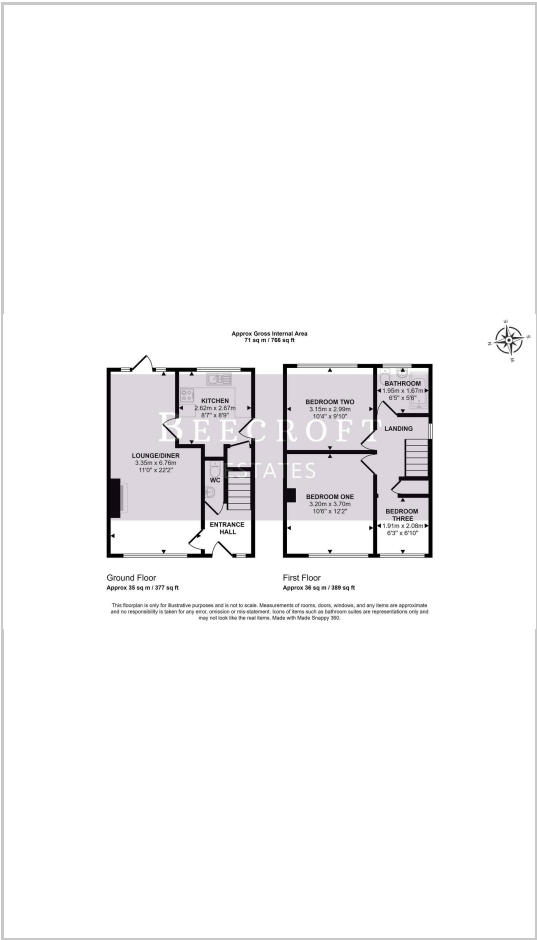 Approx Gross Internal Area
71 sq m / 766 sq ft
KITCHEN
2.62m x 2.67m
8'7" x 8'9"
LOUNGE/DINER
3.35m x 6.76m
11'0" x 22'2"
WC
ENTRANCE
HALL
BEDROOM TWO
3.15m x 2.99m
10'4" x 9'10"
BATHROOM
1.95m x 1.67m
6'5" x 5'6"
LANDING
BEDROOM ONE
3.20m x 3.70m
10'6" x 12'2"
BEDROOM
THREE
1.91m x 2.08m
6'3" x 6'10"
BEECROFT
ESTATES
Ground Floor
Approx 35 sq m / 377 sq ft
First Floor
Approx 36 sq m / 389 sq ft
This floorplan is only for illustrative purposes and is not to scale. Measurements of rooms, doors, windows, and any items are approximate
and no responsibility is taken for any error, omission or mis-statement. Icons of items such as bathroom suites are representations only and
may not look like the real items. Made with Made Snappy 360.